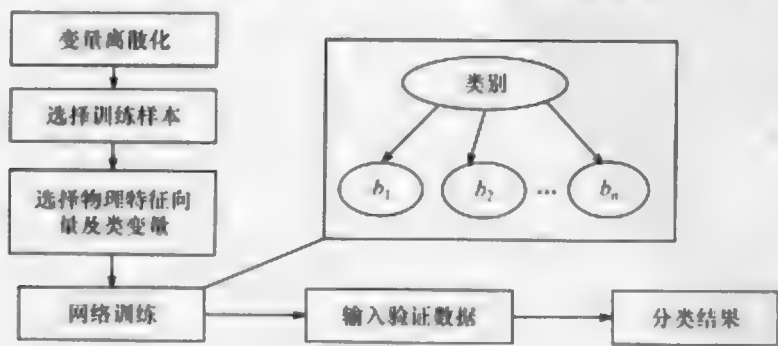 变量离散化
选择训练样本
选择物理特征向
量及类变量
网络训练
类别
b₁
b₂
...
bₙ
输入验证数据
分类结果